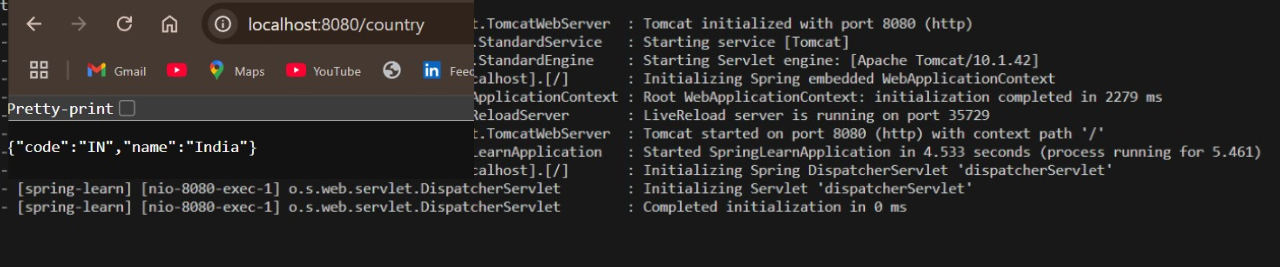 localhost:8080/country
Gmail
Maps
YouTube
Feed
Pretty-print
{"code":"IN","name":"India"}
t.TomcatWebServer : Tomcat initialized with port 8080 (http)
.StandardService : Starting service [Tomcat]
.StandardEngine : Starting Servlet engine: [Apache Tomcat/10.1.42]
calhost].[/] : Initializing Spring embedded WebApplicationContext
ApplicationContext : Root WebApplicationContext: initialization completed in 2279 ms
ReloadServer : LiveReload server is running on port 35729
t.TomcatWebServer : Tomcat started on port 8080 (http) with context path '/'
LearnApplication : Started SpringLearnApplication in 4.533 seconds (process running for 5.461)
calhost].[/] : Initializing Spring DispatcherServlet 'dispatcherServlet'
- [spring-learn] [nio-8080-exec-1] o.s.web.servlet.DispatcherServlet : Initializing Servlet 'dispatcherServlet'
- [spring-learn] [nio-8080-exec-1] o.s.web.servlet.DispatcherServlet : Completed initialization in 0 ms